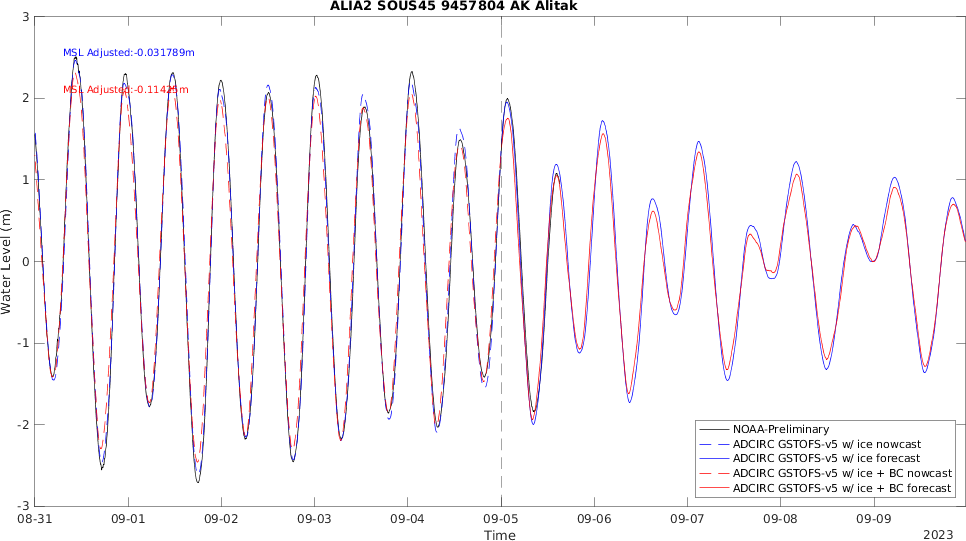 ALIA2 SOUS45 9457804 AK Alitak
MSL Adjusted:-0.031789m
MSL Adjusted:-0.11425m
Water Level (m)
3
2
1
0
-1
-2
-3
08-31
09-01
09-02
09-03
09-04
09-05
09-06
09-07
09-08
09-09
Time
2023
NOAA-Preliminary
ADCIRC GSTOFS-v5 w/ ice nowcast
ADCIRC GSTOFS-v5 w/ ice forecast
ADCIRC GSTOFS-v5 w/ ice + BC nowcast
ADCIRC GSTOFS-v5 w/ ice + BC forecast